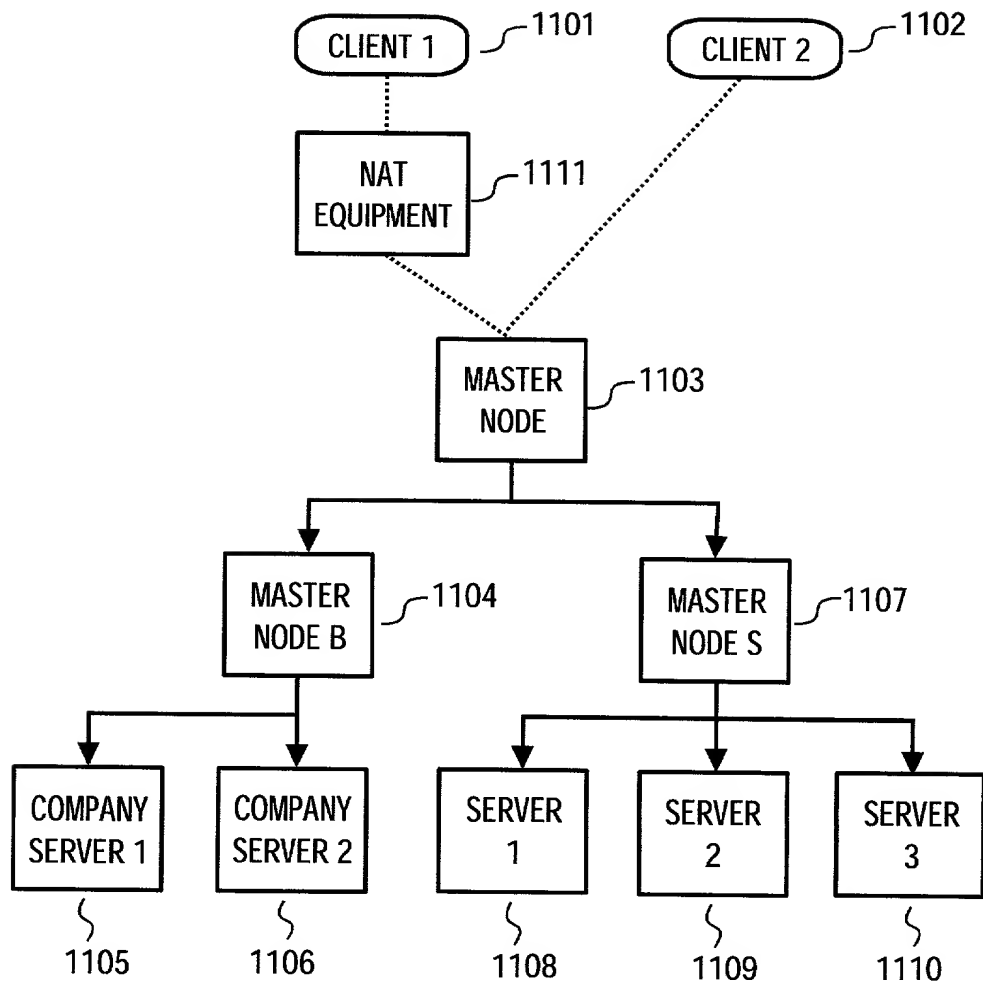 CLIENT 1
1101
CLIENT 2
1102
NAT
EQUIPMENT
1111
MASTER
NODE
1103
MASTER
NODE B
1104
MASTER
NODE S
1107
COMPANY
SERVER 1
COMPANY
SERVER 2
SERVER
1
SERVER
2
SERVER
3
1105
1106
1108
1109
1110